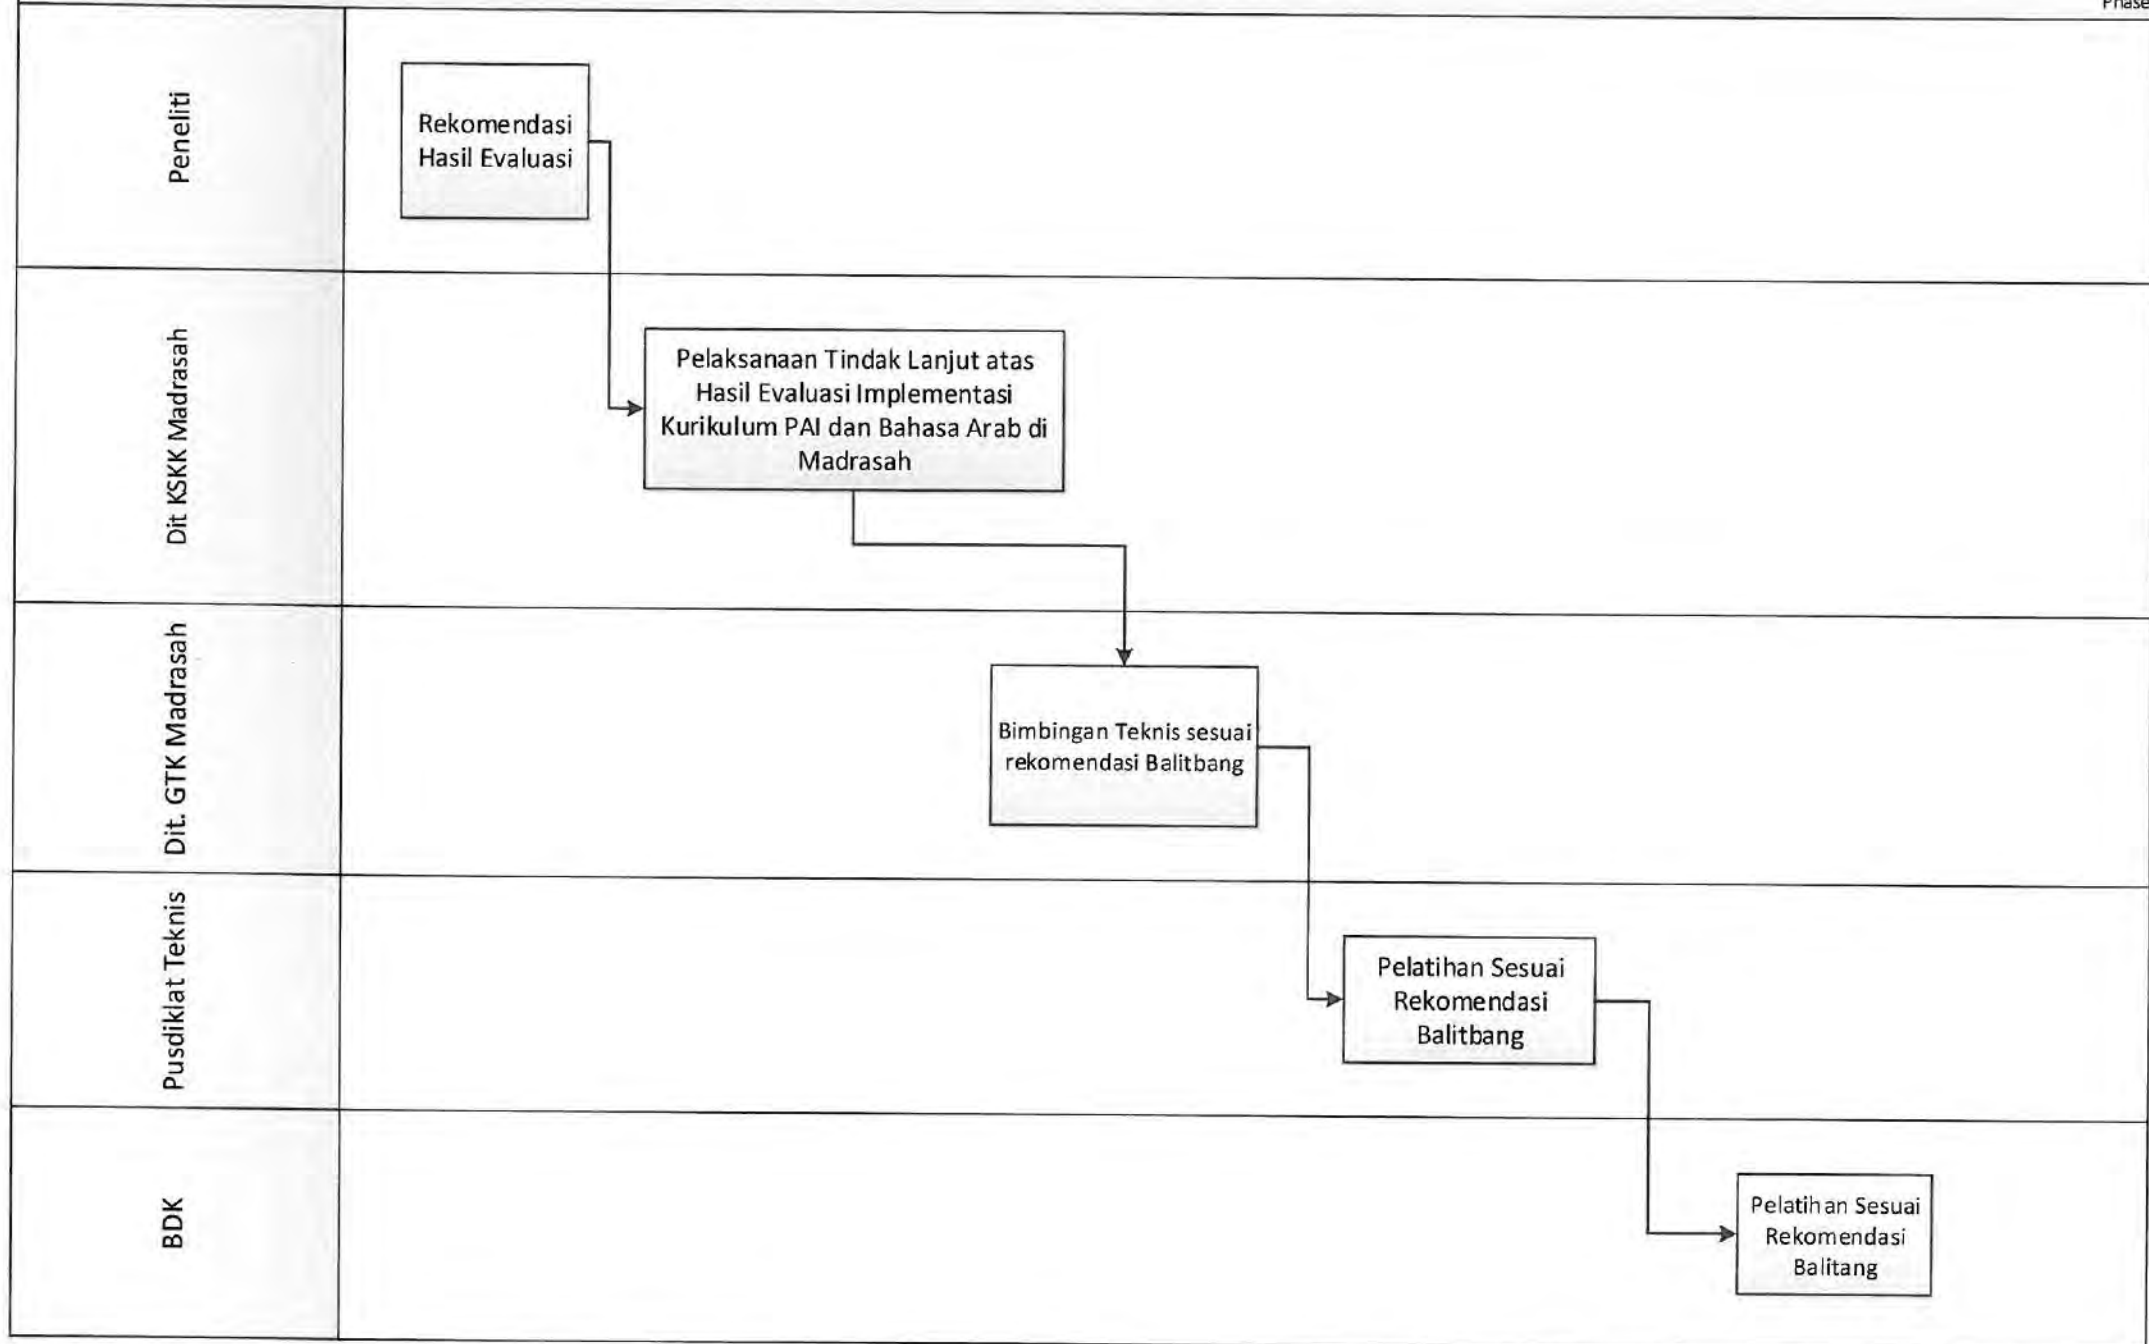 Phase
Peneliti
Rekomendasi
Hasil Evaluasi
Dit KSKK Madrasah
Pelaksanaan Tindak Lanjut atas
Hasil Evaluasi Implementasi
Kurikulum PAI dan Bahasa Arab di
Madrasah
Dit. GTK Madrasah
Bimbingan Teknis sesuai
rekomendasi Balitbang
Pusdiklat Teknis
Pelatihan Sesuai
Rekomendasi
Balitbang
BDK
Pelatihan Sesuai
Rekomendasi
Balitang